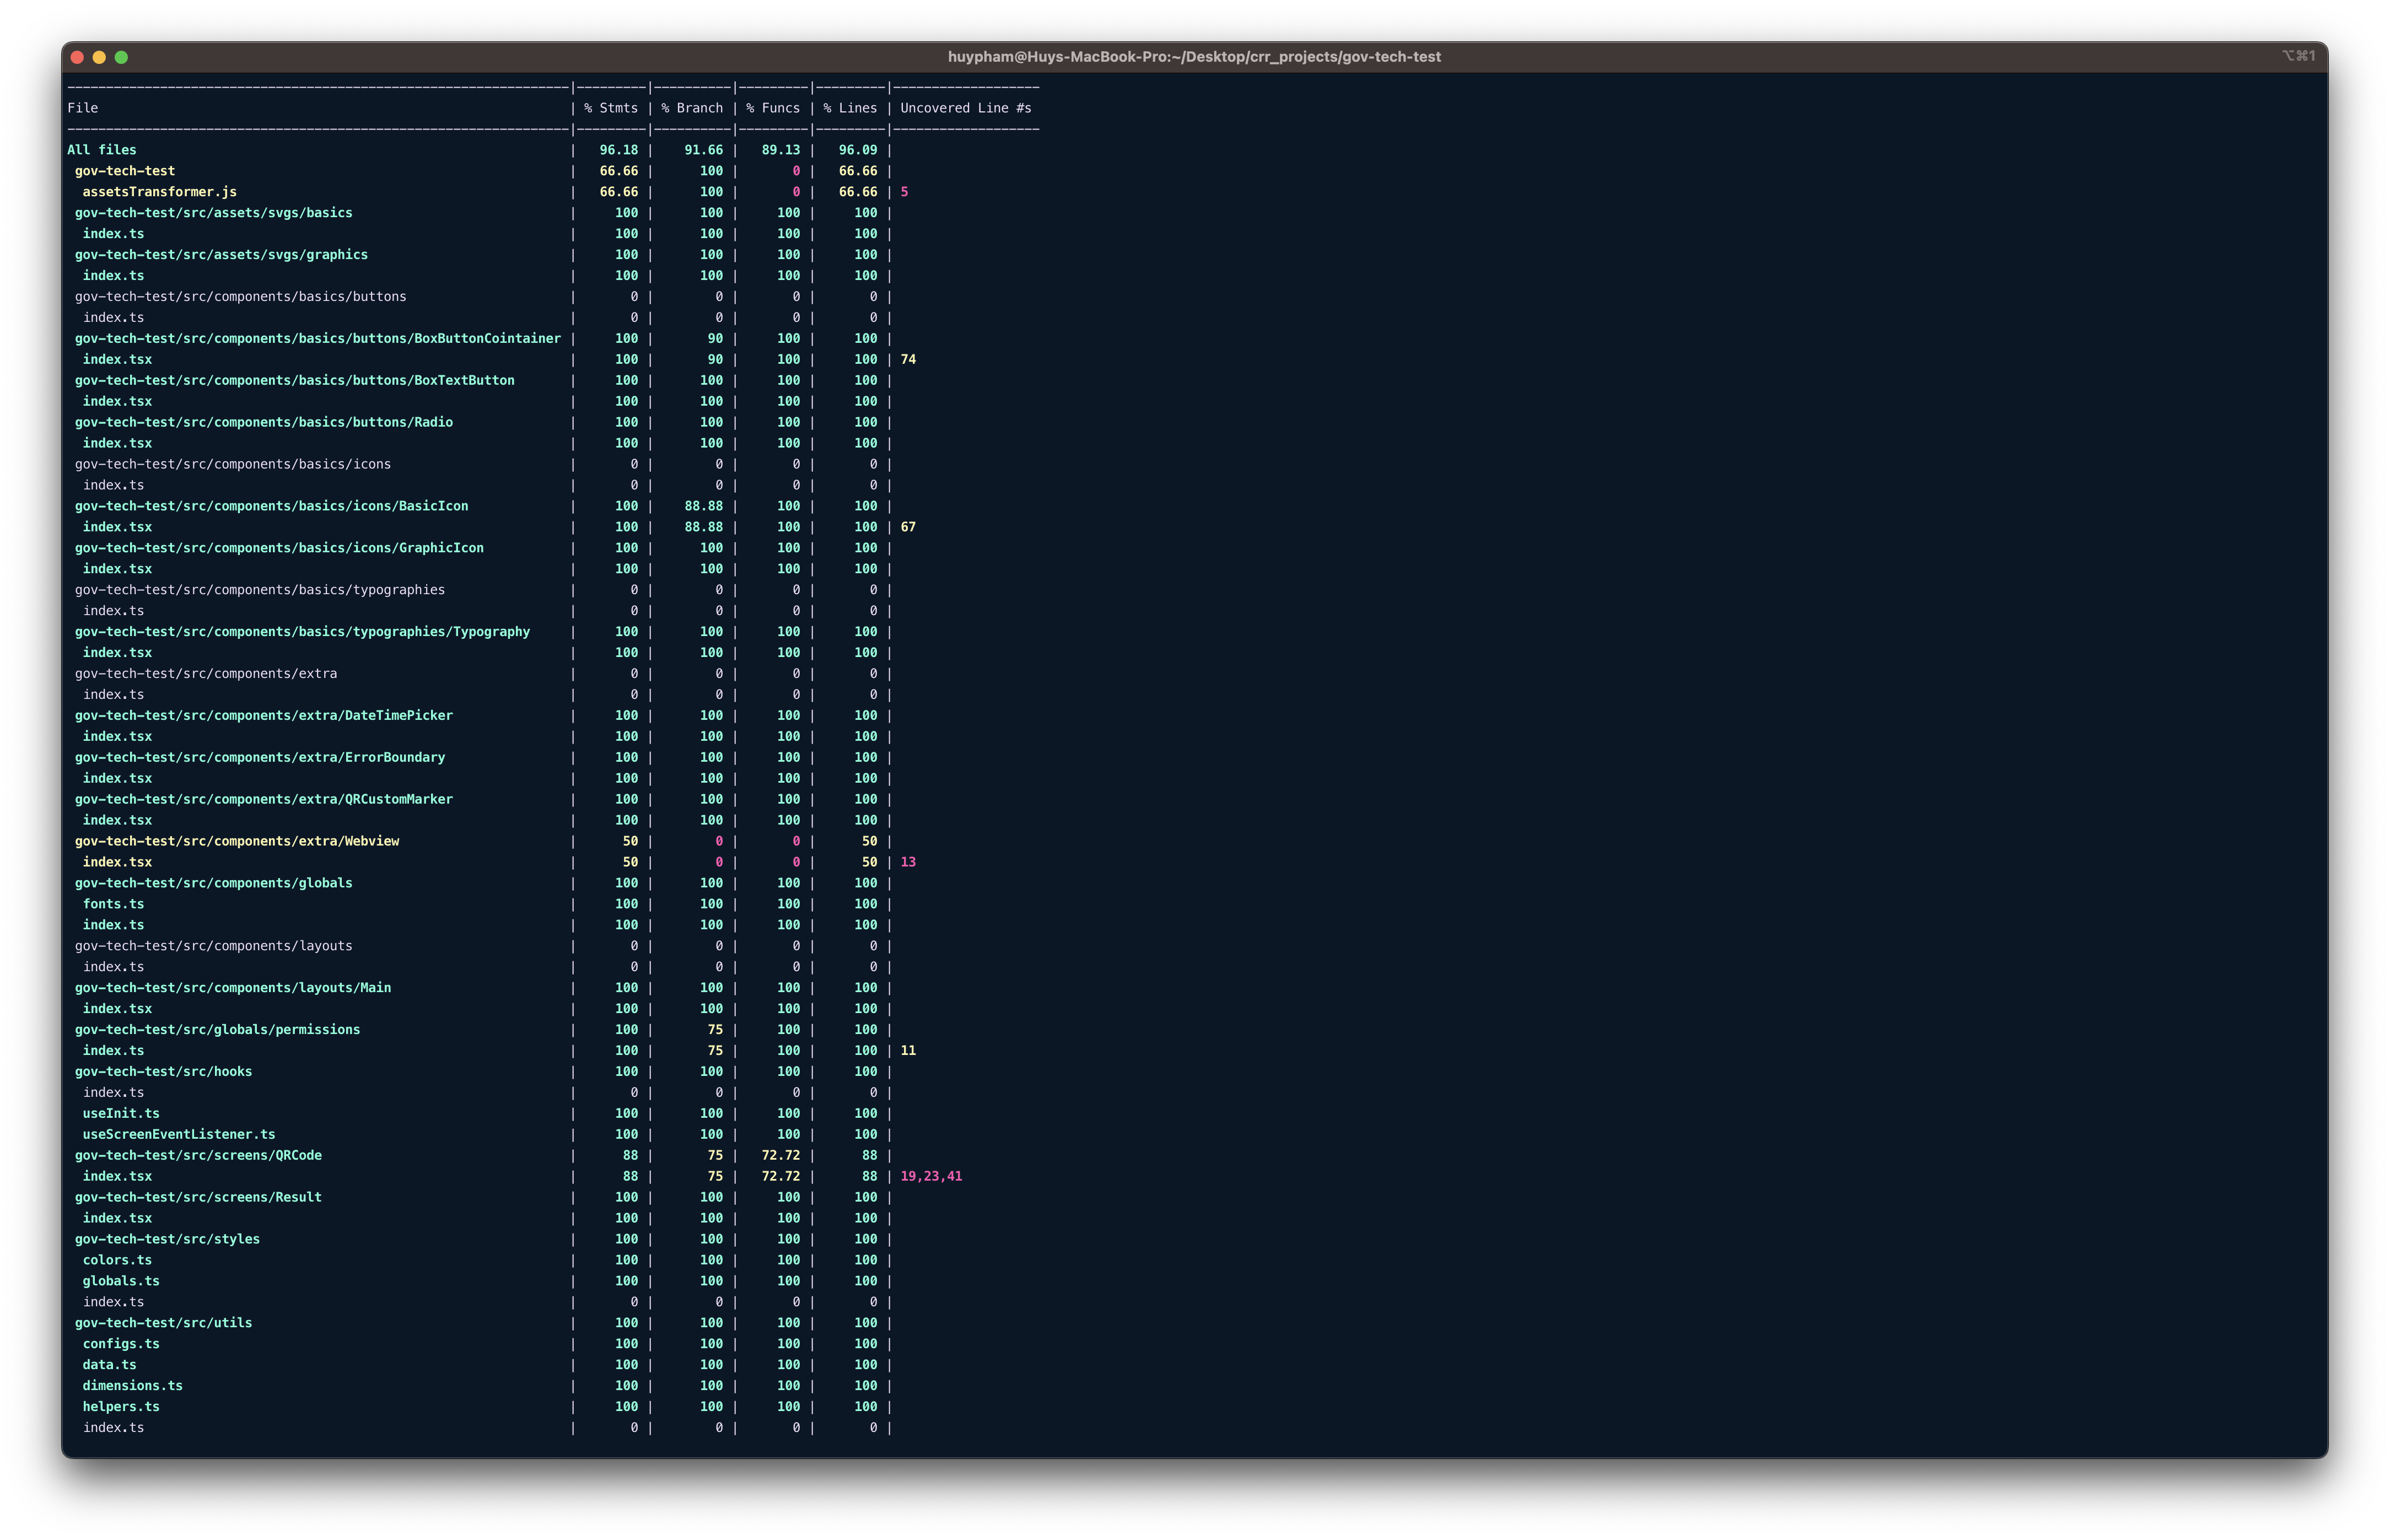 huypham@Huys-MacBook-Pro:~/Desktop/crr_projects/gov-tech-test
⌥⌘1
-----------------------------------------------------------------|---------|----------|---------|---------|-------------------
File | % Stmts | % Branch | % Funcs | % Lines | Uncovered Line #s
-----------------------------------------------------------------|---------|----------|---------|---------|-------------------
All files | 96.18 | 91.66 | 89.13 | 96.09 |
gov-tech-test | 66.66 | 100 | 0 | 66.66 |
assetsTransformer.js | 66.66 | 100 | 0 | 66.66 | 5
gov-tech-test/src/assets/svgs/basics | 100 | 100 | 100 | 100 |
index.ts | 100 | 100 | 100 | 100 |
gov-tech-test/src/assets/svgs/graphics | 100 | 100 | 100 | 100 |
index.ts | 100 | 100 | 100 | 100 |
gov-tech-test/src/components/basics/buttons | 0 | 0 | 0 | 0 |
index.ts | 0 | 0 | 0 | 0 |
gov-tech-test/src/components/basics/buttons/BoxButtonCointainer | 100 | 90 | 100 | 100 |
index.tsx | 100 | 90 | 100 | 100 | 74
gov-tech-test/src/components/basics/buttons/BoxTextButton | 100 | 100 | 100 | 100 |
index.tsx | 100 | 100 | 100 | 100 |
gov-tech-test/src/components/basics/buttons/Radio | 100 | 100 | 100 | 100 |
index.tsx | 100 | 100 | 100 | 100 |
gov-tech-test/src/components/basics/icons | 0 | 0 | 0 | 0 |
index.ts | 0 | 0 | 0 | 0 |
gov-tech-test/src/components/basics/icons/BasicIcon | 100 | 88.88 | 100 | 100 |
index.tsx | 100 | 88.88 | 100 | 100 | 67
gov-tech-test/src/components/basics/icons/GraphicIcon | 100 | 100 | 100 | 100 |
index.tsx | 100 | 100 | 100 | 100 |
gov-tech-test/src/components/basics/typographies | 0 | 0 | 0 | 0 |
index.ts | 0 | 0 | 0 | 0 |
gov-tech-test/src/components/basics/typographies/Typography | 100 | 100 | 100 | 100 |
index.tsx | 100 | 100 | 100 | 100 |
gov-tech-test/src/components/extra | 0 | 0 | 0 | 0 |
index.ts | 0 | 0 | 0 | 0 |
gov-tech-test/src/components/extra/DateTimePicker | 100 | 100 | 100 | 100 |
index.tsx | 100 | 100 | 100 | 100 |
gov-tech-test/src/components/extra/ErrorBoundary | 100 | 100 | 100 | 100 |
index.tsx | 100 | 100 | 100 | 100 |
gov-tech-test/src/components/extra/QRCustomMarker | 100 | 100 | 100 | 100 |
index.tsx | 100 | 100 | 100 | 100 |
gov-tech-test/src/components/extra/Webview | 50 | 0 | 0 | 50 |
index.tsx | 50 | 0 | 0 | 50 | 13
gov-tech-test/src/components/globals | 100 | 100 | 100 | 100 |
fonts.ts | 100 | 100 | 100 | 100 |
index.ts | 100 | 100 | 100 | 100 |
gov-tech-test/src/components/layouts | 0 | 0 | 0 | 0 |
index.ts | 0 | 0 | 0 | 0 |
gov-tech-test/src/components/layouts/Main | 100 | 100 | 100 | 100 |
index.tsx | 100 | 100 | 100 | 100 |
gov-tech-test/src/globals/permissions | 100 | 75 | 100 | 100 |
index.ts | 100 | 75 | 100 | 100 | 11
gov-tech-test/src/hooks | 100 | 100 | 100 | 100 |
index.ts | 0 | 0 | 0 | 0 |
useInit.ts | 100 | 100 | 100 | 100 |
useScreenEventListener.ts | 100 | 100 | 100 | 100 |
gov-tech-test/src/screens/QRCode | 88 | 75 | 72.72 | 88 |
index.tsx | 88 | 75 | 72.72 | 88 | 19,23,41
gov-tech-test/src/screens/Result | 100 | 100 | 100 | 100 |
index.tsx | 100 | 100 | 100 | 100 |
gov-tech-test/src/styles | 100 | 100 | 100 | 100 |
colors.ts | 100 | 100 | 100 | 100 |
globals.ts | 100 | 100 | 100 | 100 |
index.ts | 0 | 0 | 0 | 0 |
gov-tech-test/src/utils | 100 | 100 | 100 | 100 |
configs.ts | 100 | 100 | 100 | 100 |
data.ts | 100 | 100 | 100 | 100 |
dimensions.ts | 100 | 100 | 100 | 100 |
helpers.ts | 100 | 100 | 100 | 100 |
index.ts | 0 | 0 | 0 | 0 |